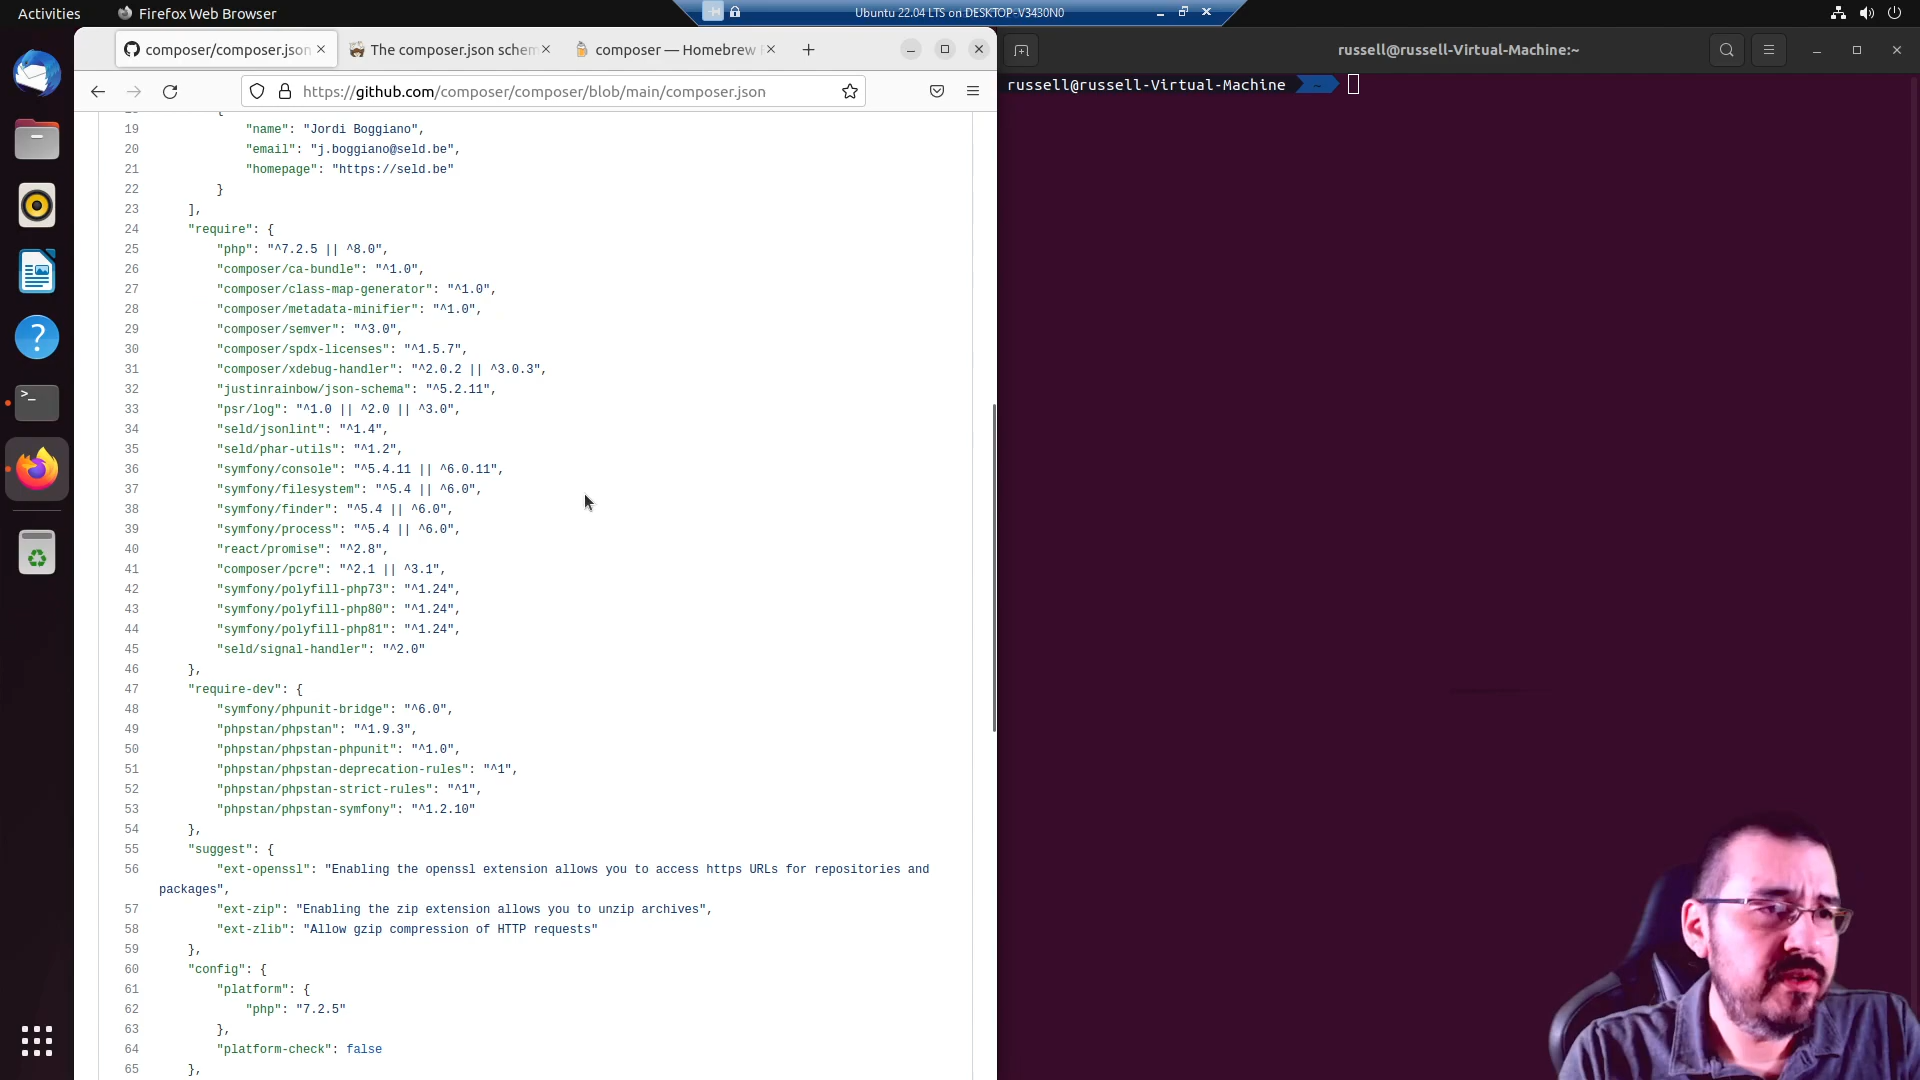 Activities
Firefox Web Browser
Ubuntu 22.04 LTS on DESKTOP-V3430N0
composer/composer.json
The composer.json schem
composer — Homebrew
https://github.com/composer/composer/blob/main/composer.json
19 "name": "Jordi Boggiano",
20 "email": "j.boggiano@seld.be",
21 "homepage": "https://seld.be"
22 }
23 ],
24 "require": {
25 "php": "^7.2.5 || ^8.0",
26 "composer/ca-bundle": "^1.0",
27 "composer/class-map-generator": "^1.0",
28 "composer/metadata-minifier": "^1.0",
29 "composer/semver": "^3.0",
30 "composer/spdx-licenses": "^1.5.7",
31 "composer/xdebug-handler": "^2.0.2 || ^3.0.3",
32 "justinrainbow/json-schema": "^5.2.11",
33 "psr/log": "^1.0 || ^2.0 || ^3.0",
34 "seld/jsonlint": "^1.4",
35 "seld/phar-utils": "^1.2",
36 "symfony/console": "^5.4.11 || ^6.0.11",
37 "symfony/filesystem": "^5.4 || ^6.0",
38 "symfony/finder": "^5.4 || ^6.0",
39 "symfony/process": "^5.4 || ^6.0",
40 "react/promise": "^2.8",
41 "composer/pcre": "^2.1 || ^3.1",
42 "symfony/polyfill-php73": "^1.24",
43 "symfony/polyfill-php80": "^1.24",
44 "symfony/polyfill-php81": "^1.24",
45 "seld/signal-handler": "^2.0"
46 },
47 "require-dev": {
48 "symfony/phpunit-bridge": "^6.0",
49 "phpstan/phpstan": "^1.9.3",
50 "phpstan/phpstan-phpunit": "^1.0",
51 "phpstan/phpstan-deprecation-rules": "^1",
52 "phpstan/phpstan-strict-rules": "^1",
53 "phpstan/phpstan-symfony": "^1.2.10"
54 },
55 "suggest": {
56 "ext-openssl": "Enabling the openssl extension allows you to access https URLs for repositories and
packages",
57 "ext-zip": "Enabling the zip extension allows you to unzip archives",
58 "ext-zlib": "Allow gzip compression of HTTP requests"
59 },
60 "config": {
61 "platform": {
62 "php": "7.2.5"
63 },
64 "platform-check": false
65 },
russell@russell-Virtual-Machine:~
russell@russell-Virtual-Machine ~